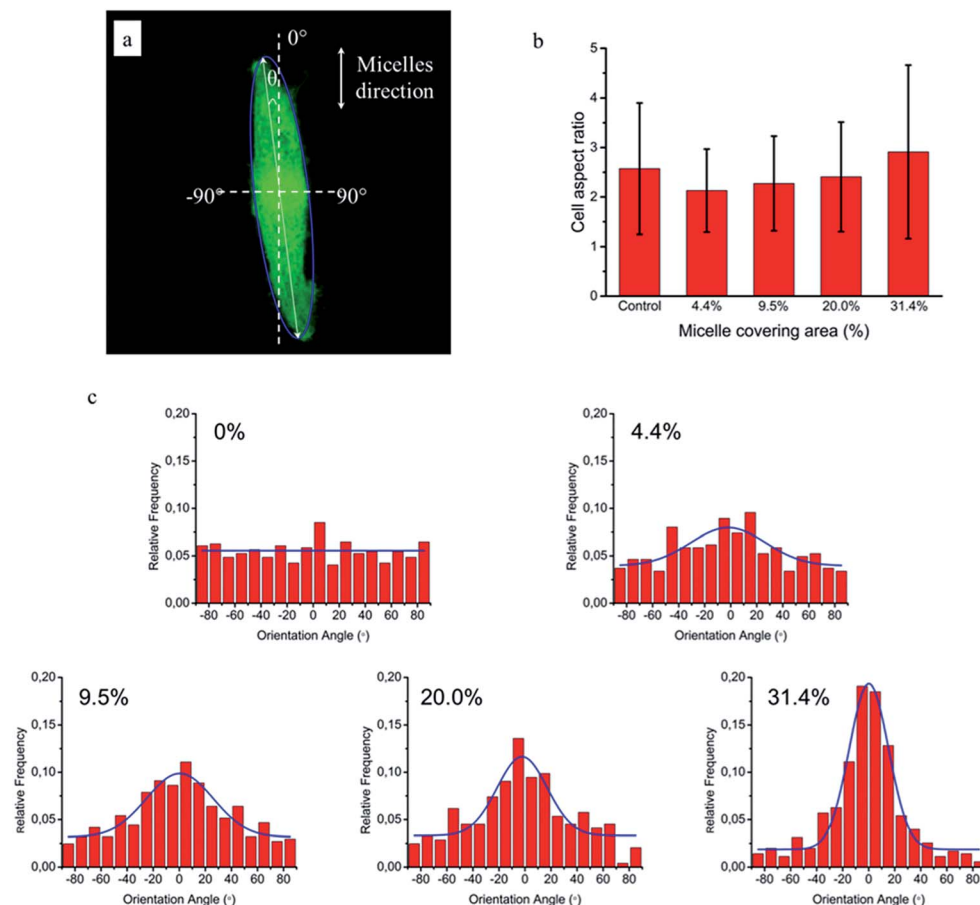 a
0°
Micelles
direction
θ
-90°
90°
b
5
4
3
2
1
0
Cell aspect ratio
Control 4.4% 9.5% 20.0% 31.4%
Micelle covering area (%)
c
0%
0,20
0,15
0,10
0,05
0,00
Relative Frequency
-80 -60 -40 -20 0 20 40 60 80
Orientation Angle (°)
4.4%
0,20
0,15
0,10
0,05
0,00
Relative Frequency
-80 -60 -40 -20 0 20 40 60 80
Orientation Angle (°)
9.5%
0,20
0,15
0,10
0,05
0,00
Relative Frequency
-80 -60 -40 -20 0 20 40 60 80
Orientation Angle (°)
20.0%
0,20
0,15
0,10
0,05
0,00
Relative Frequency
-80 -60 -40 -20 0 20 40 60 80
Orientation Angle (°)
31.4%
0,20
0,15
0,10
0,05
0,00
Relative Frequency
-80 -60 -40 -20 0 20 40 60 80
Orientation Angle (°)